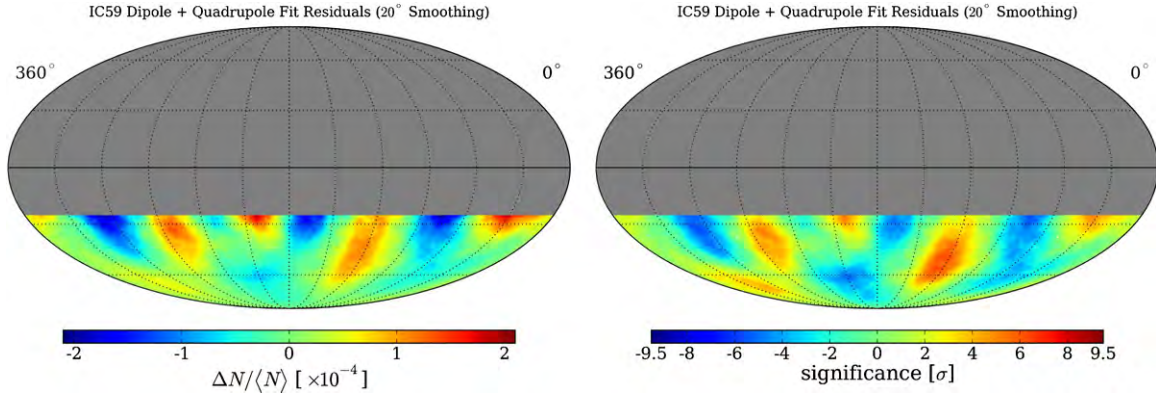 IC59 Dipole + Quadrupole Fit Residuals (20° Smoothing)
360°
0°
-2 -1 0 1 2
ΔN/⟨N⟩ [ ×10⁻⁴ ]
IC59 Dipole + Quadrupole Fit Residuals (20° Smoothing)
360°
0°
-9.5 -8 -6 -4 -2 0 2 4 6 8 9.5
significance [σ]